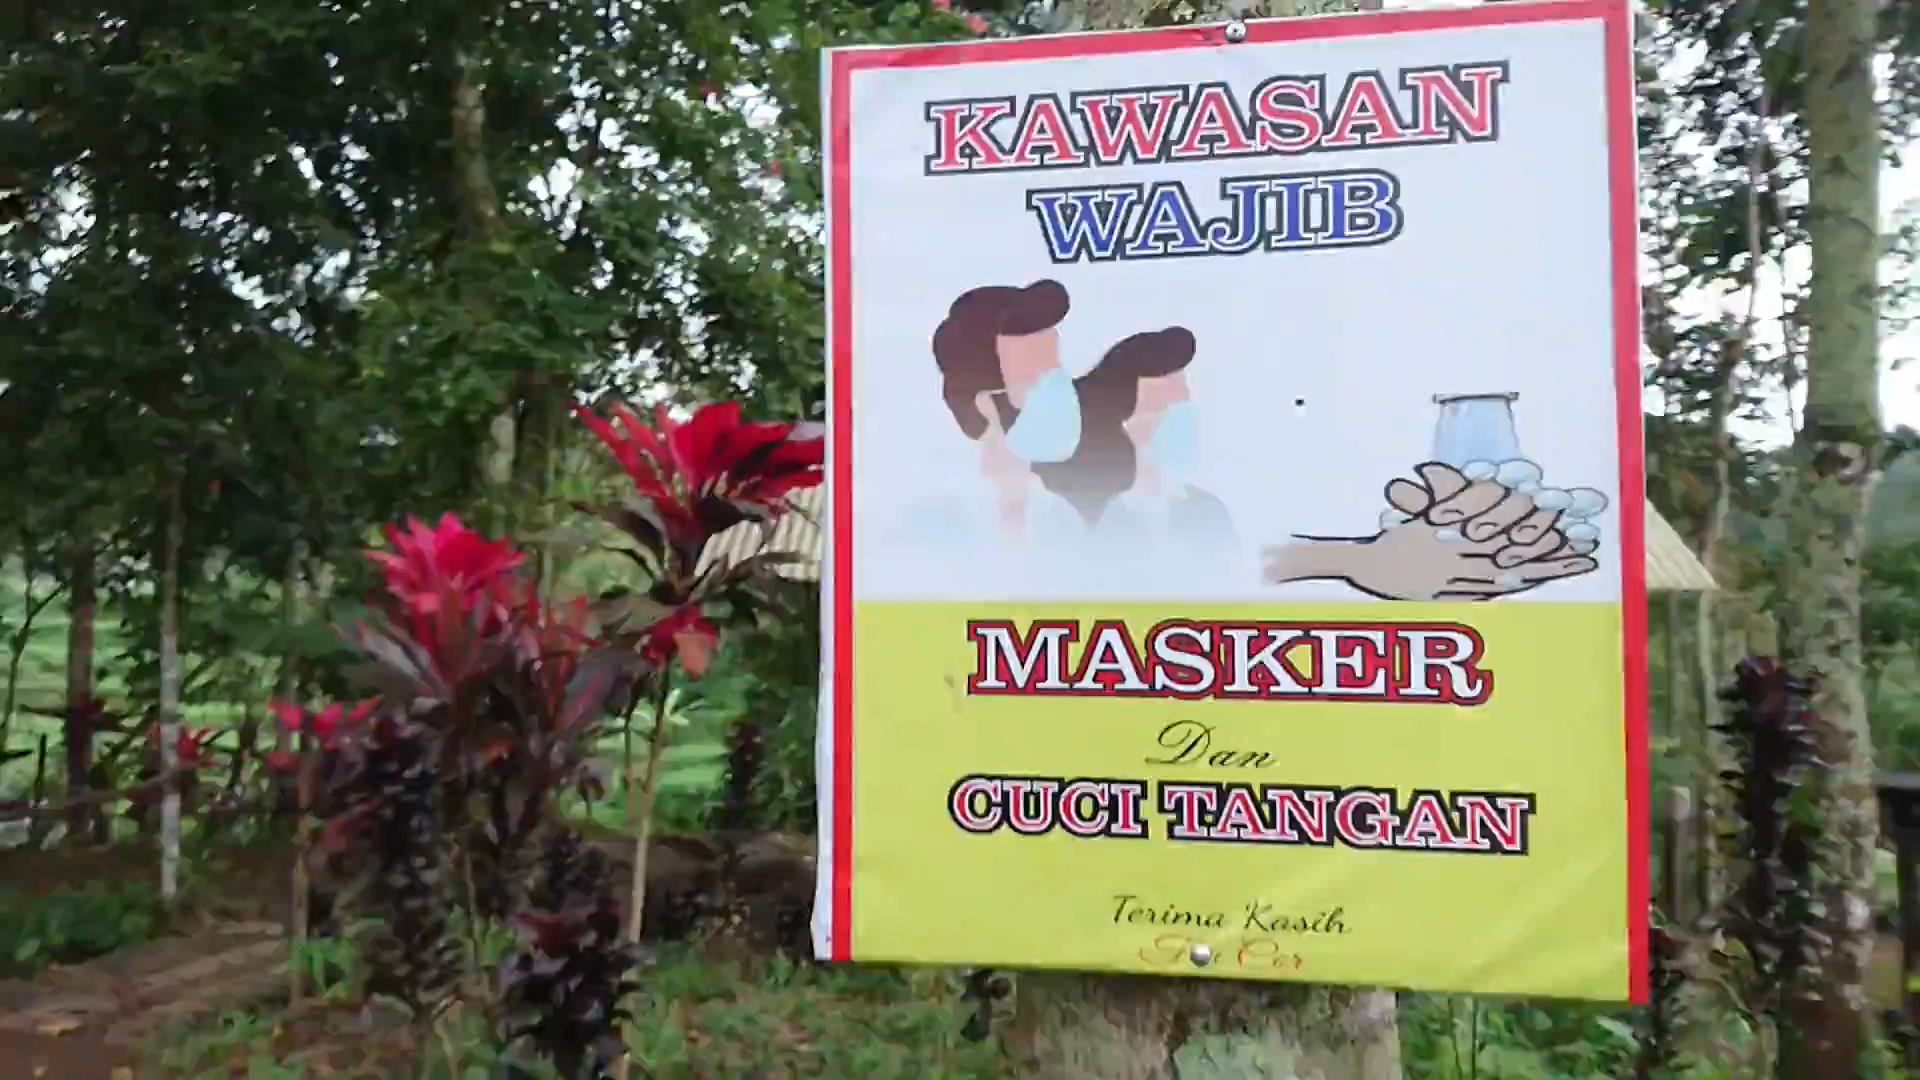 KAWASAN
WAJIB
MASKER
Dan
CUCI TANGAN
Terima Kasih